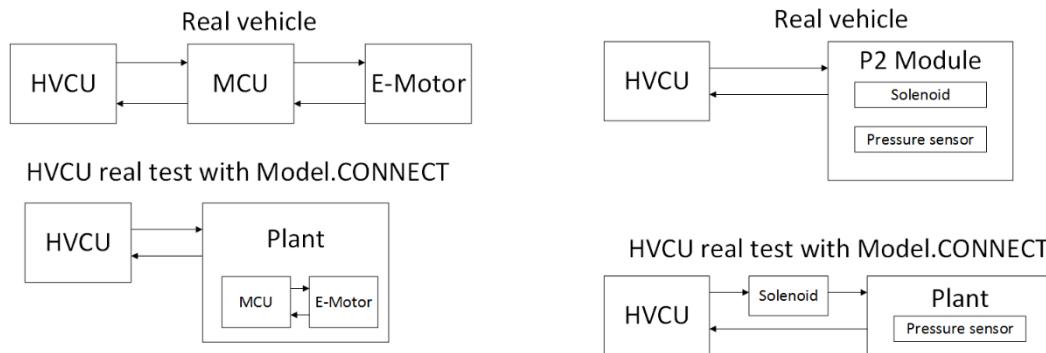 Real vehicle
HVCU
MCU
E-Motor
HVCU real test with Model.CONNECT
HVCU
Plant
MCU
E-Motor
Real vehicle
HVCU
P2 Module
Solenoid
Pressure sensor
HVCU real test with Model.CONNECT
HVCU
Solenoid
Plant
Pressure sensor